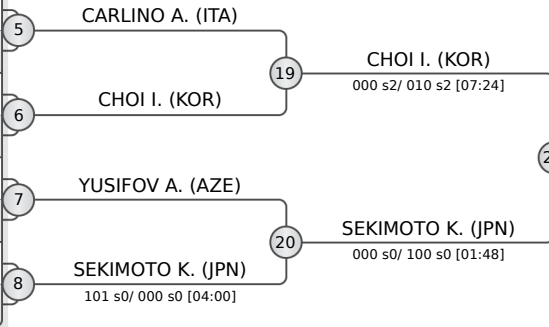 CARLINO A. (ITA)
5
19
CHOI I. (KOR)
000 s2/ 010 s2 [07:24]
CHOI I. (KOR)
6
YUSIFOV A. (AZE)
7
20
SEKIMOTO K. (JPN)
000 s0/ 100 s0 [01:48]
SEKIMOTO K. (JPN)
8
101 s0/ 000 s0 [04:00]